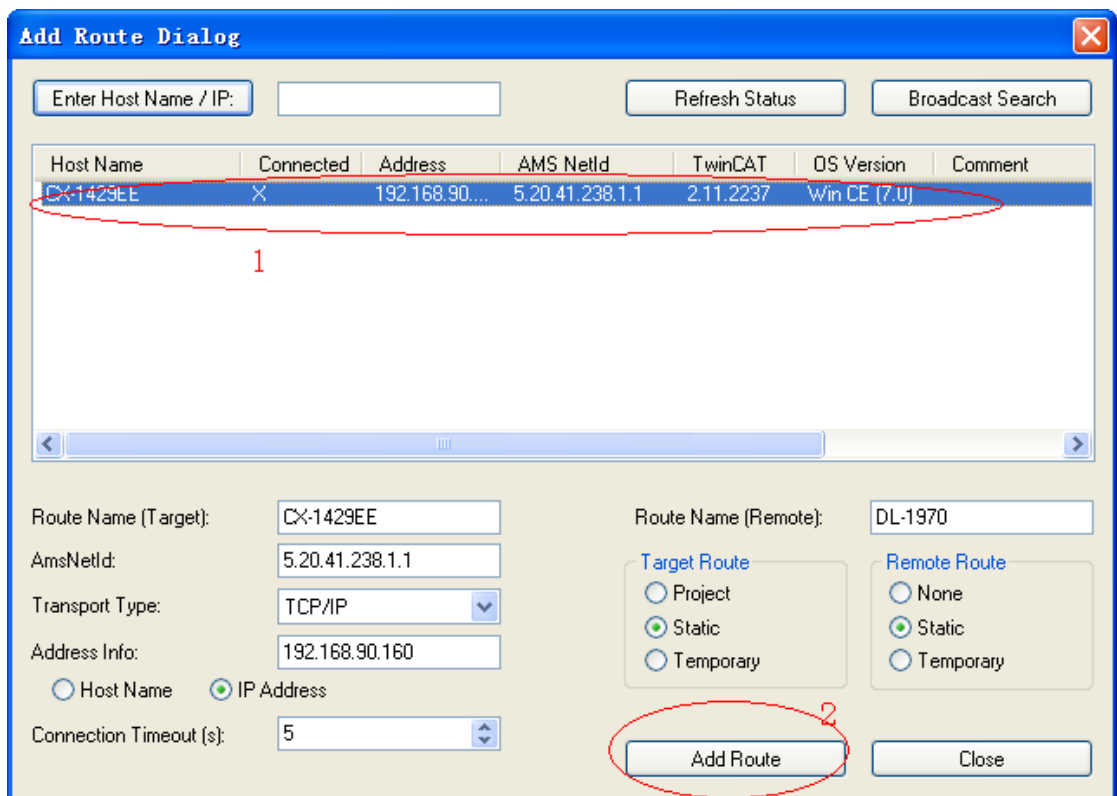 Add Route Dialog
Enter Host Name / IP: Refresh Status Broadcast Search
Host Name Connected Address AMS NetId TwinCAT OS Version Comment
CX-1429EE X 192.168.90.... 5.20.41.238.1.1 2.11.2237 Win CE (7.0)
1
Route Name (Target): CX-1429EE Route Name (Remote): DL-1970
AmsNetId: 5.20.41.238.1.1 Target Route Remote Route
Project None
Transport Type: TCP/IP
Static Static
Address Info: 192.168.90.160
Temporary Temporary
Host Name IP Address
2
Connection Timeout (s): 5
Add Route Close